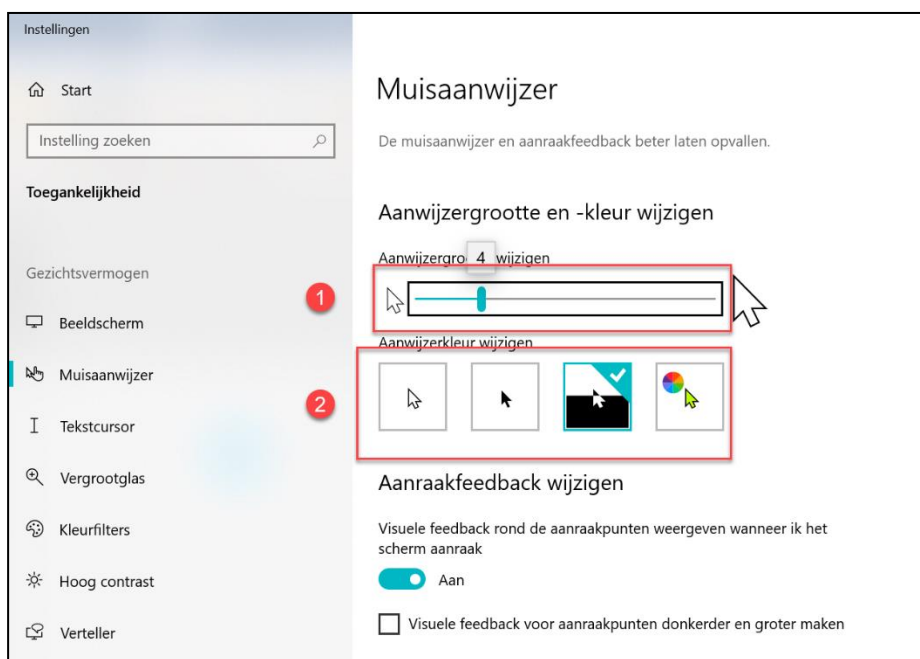 Instellingen
Start
Instelling zoeken
Toegankelijkheid
Gezichtsvermogen
Beeldscherm
Muisaanwijzer
Tekstcursor
Vergrootglas
Kleurfilters
Hoog contrast
Verteller
Muisaanwijzer
De muisaanwijzer en aanraakfeedback beter laten opvallen.
Aanwijzergrootte en -kleur wijzigen
Aanwijzergro 4 wijzigen
1
Aanwijzerkleur wijzigen
2
Aanraakfeedback wijzigen
Visuele feedback rond de aanraakpunten weergeven wanneer ik het
scherm aanraak
Aan
Visuele feedback voor aanraakpunten donkerder en groter maken